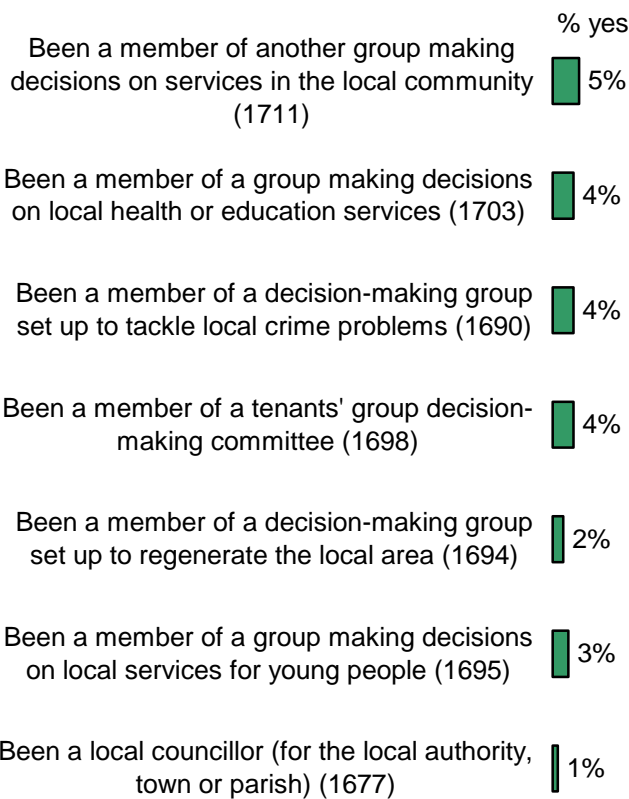 % yes
Been a member of another group making
decisions on services in the local community
(1711)
5%
Been a member of a group making decisions
on local health or education services (1703)
4%
Been a member of a decision-making group
set up to tackle local crime problems (1690)
4%
Been a member of a tenants' group decision-
making committee (1698)
4%
Been a member of a decision-making group
set up to regenerate the local area (1694)
2%
Been a member of a group making decisions
on local services for young people (1695)
3%
Been a local councillor (for the local authority,
town or parish) (1677)
1%